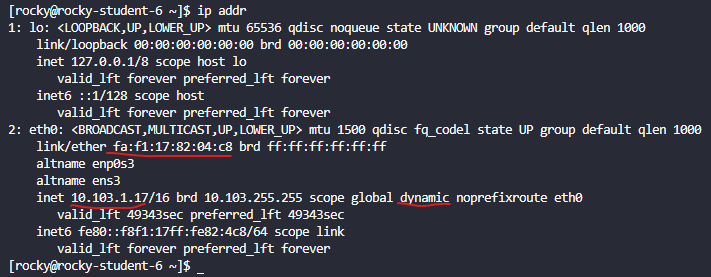 [rocky@rocky-student-6 ~]$ ip addr
1: lo: <LOOPBACK,UP,LOWER_UP> mtu 65536 qdisc noqueue state UNKNOWN group default qlen 1000
    link/loopback 00:00:00:00:00:00 brd 00:00:00:00:00:00
    inet 127.0.0.1/8 scope host lo
       valid_lft forever preferred_lft forever
    inet6 ::1/128 scope host
       valid_lft forever preferred_lft forever
2: eth0: <BROADCAST,MULTICAST,UP,LOWER_UP> mtu 1500 qdisc fq_codel state UP group default qlen 1000
    link/ether fa:f1:17:82:04:c8 brd ff:ff:ff:ff:ff:ff
    altname enp0s3
    altname ens3
    inet 10.103.1.17/16 brd 10.103.255.255 scope global dynamic noprefixroute eth0
       valid_lft 49343sec preferred_lft 49343sec
    inet6 fe80::f8f1:17ff:fe82:4c8/64 scope link
       valid_lft forever preferred_lft forever
[rocky@rocky-student-6 ~]$ _